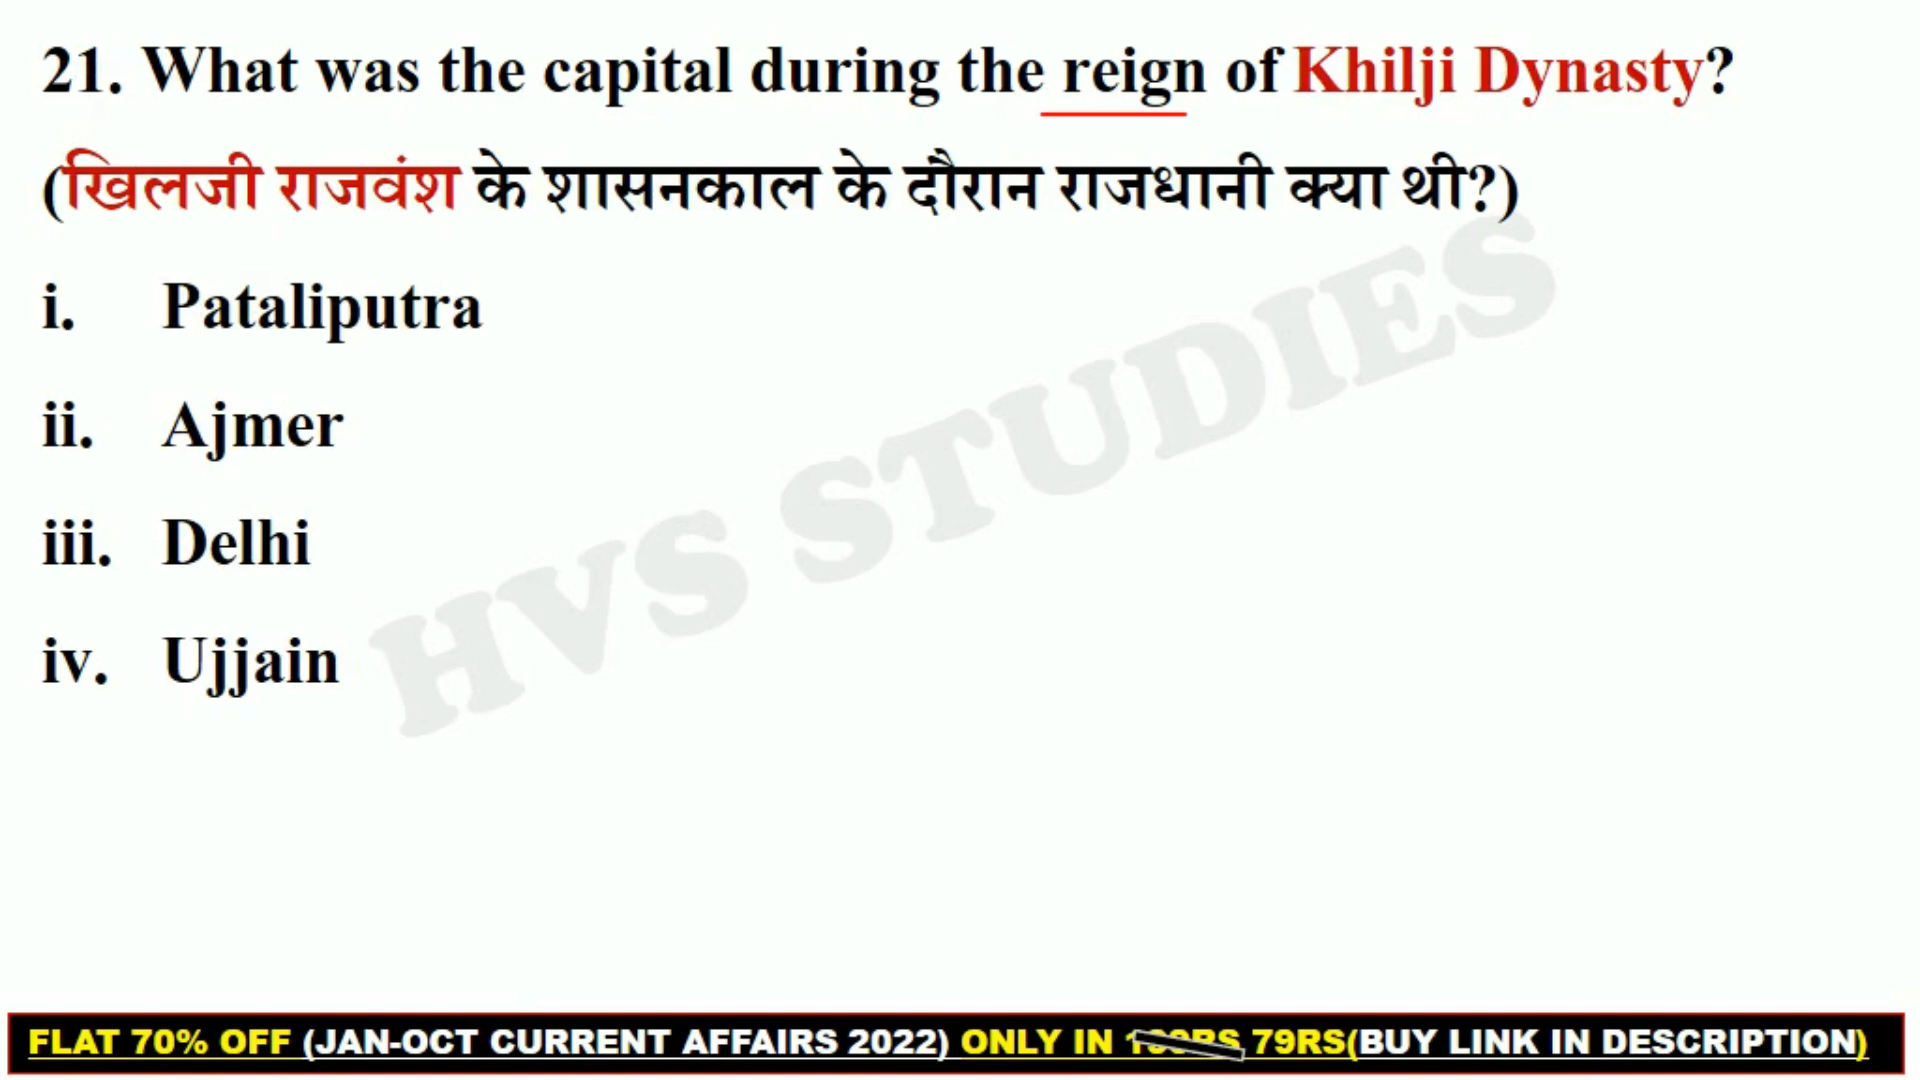 21. What was the capital during the reign of Khilji Dynasty?
(खिलजी राजवंश के शासनकाल के दौरान राजधानी क्या थी?)
i. Pataliputra
ii. Ajmer
iii. Delhi
iv. Ujjain
HVS STUDIES
FLAT 70% OFF (JAN-OCT CURRENT AFFAIRS 2022) ONLY IN 79RS(BUY LINK IN DESCRIPTION)